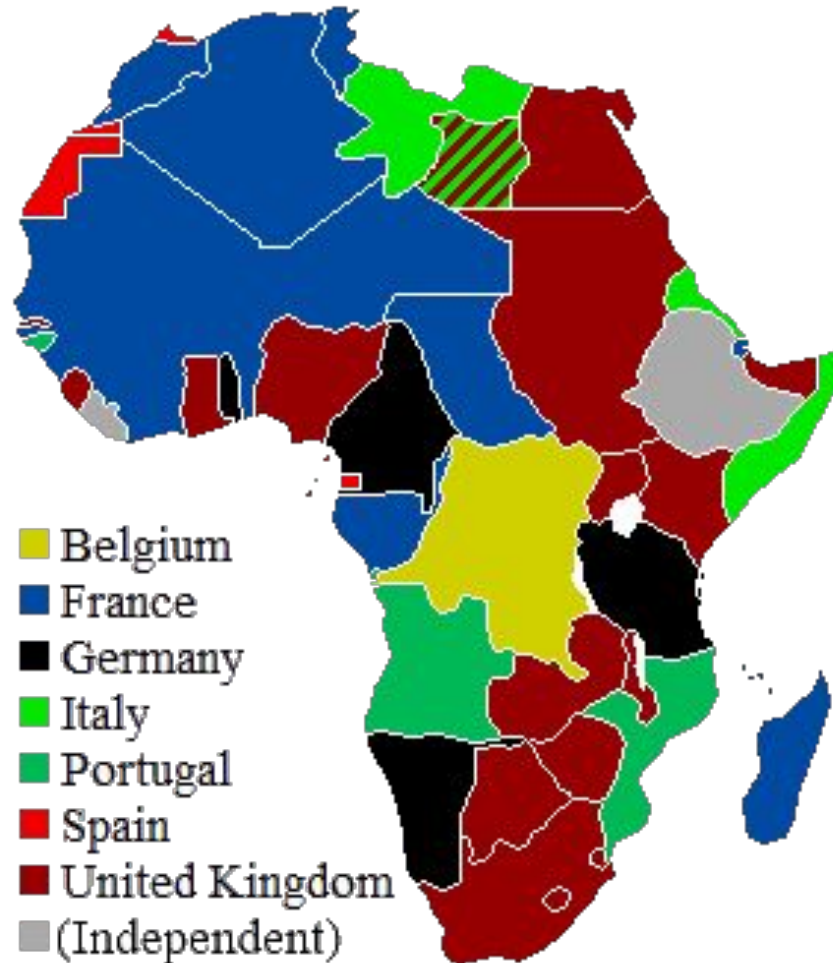 Belgium
France
Germany
Italy
Portugal
Spain
United Kingdom
(Independent)